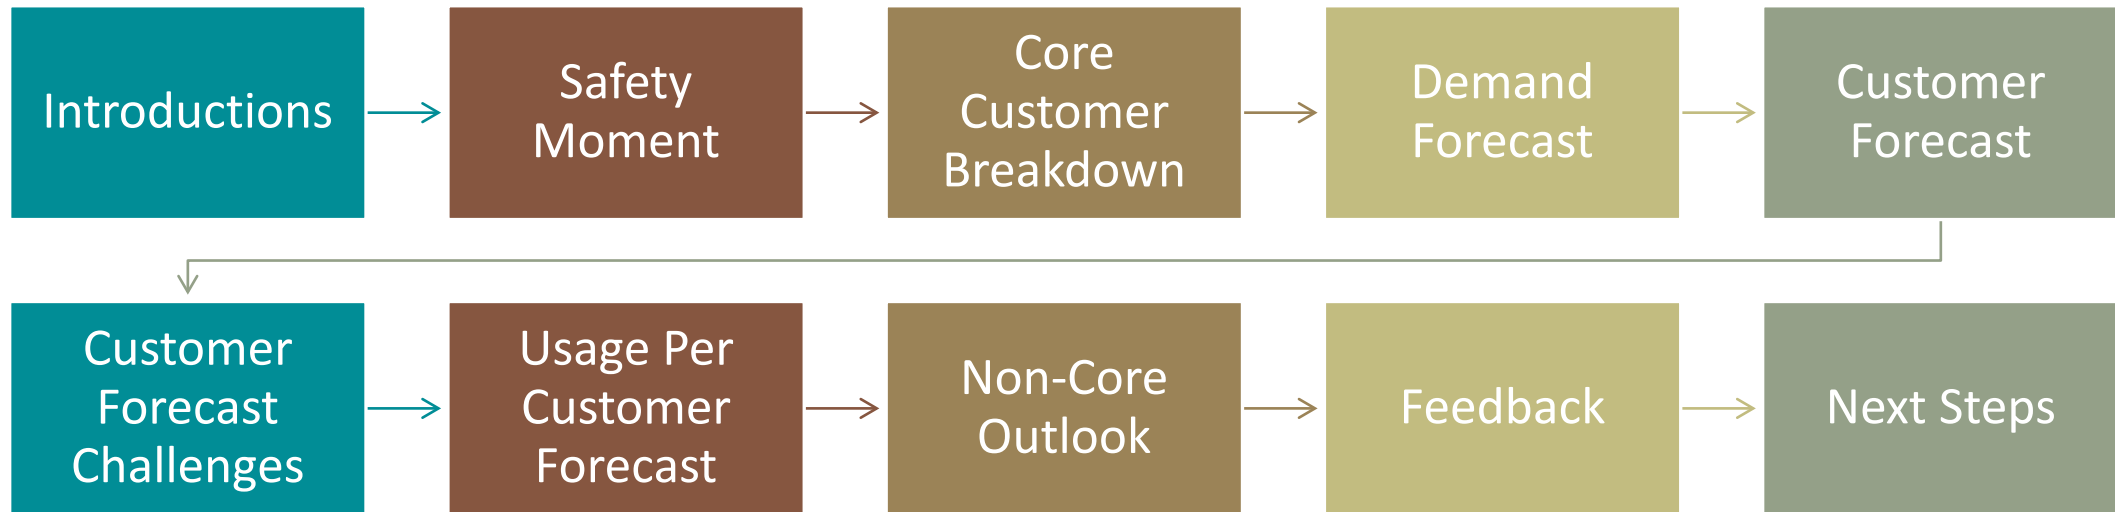 Introductions
Safety
Moment
Core
Customer
Breakdown
Demand
Forecast
Customer
Forecast
Customer
Forecast
Challenges
Usage Per
Customer
Forecast
Non-Core
Outlook
Feedback
Next Steps